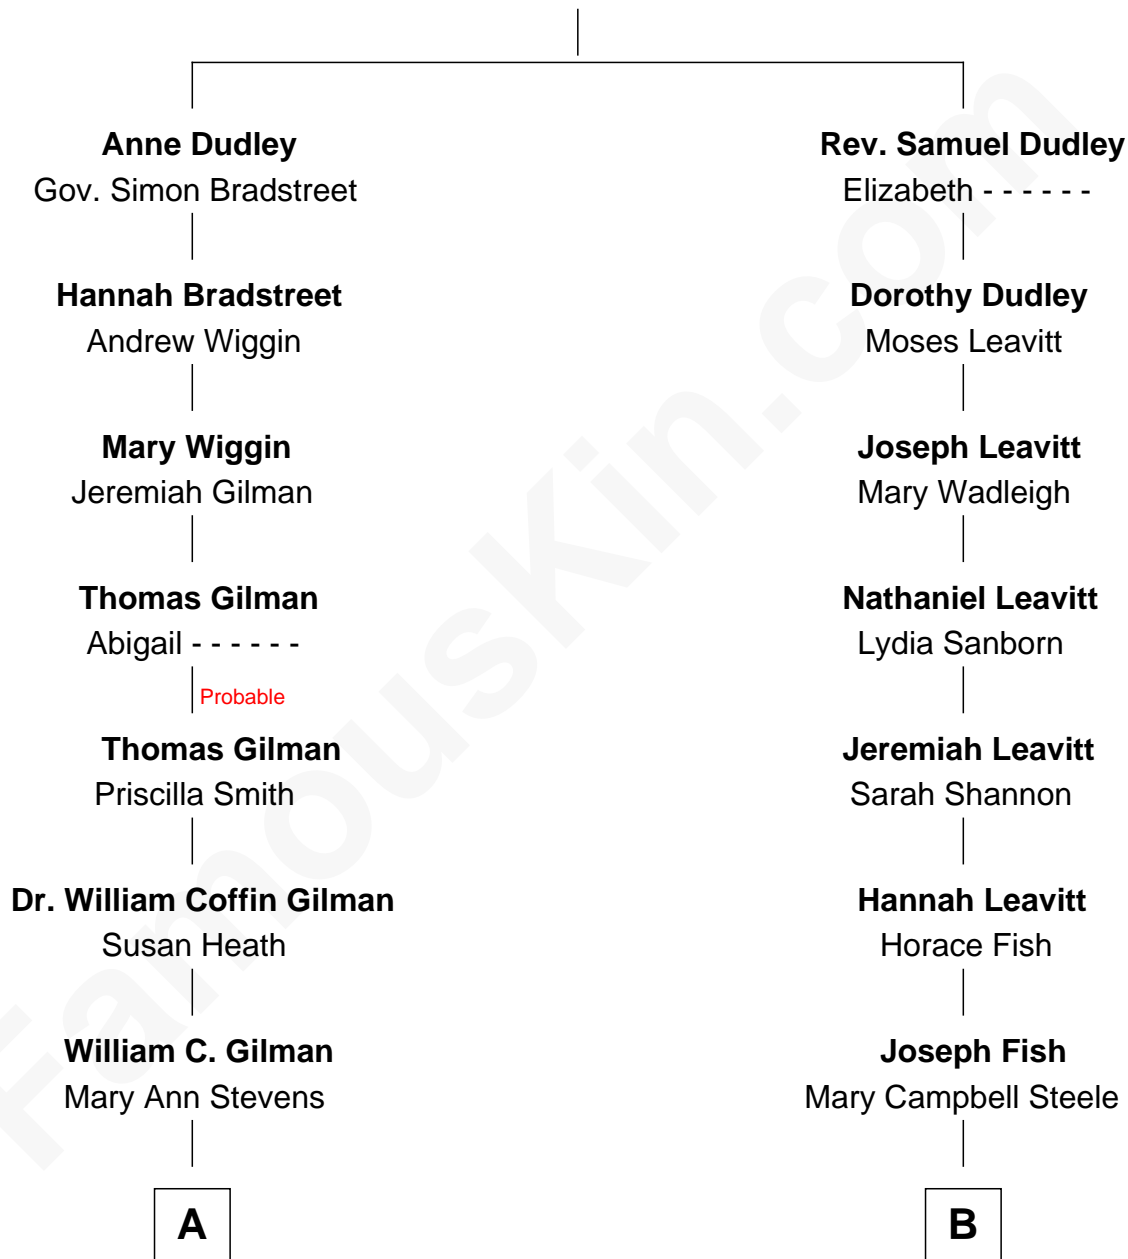 Anne Dudley
Gov. Simon Bradstreet
Rev. Samuel Dudley
Elizabeth - - - - - -
Hannah Bradstreet
Andrew Wiggin
Dorothy Dudley
Moses Leavitt
Mary Wiggin
Jeremiah Gilman
Joseph Leavitt
Mary Wadleigh
Thomas Gilman
Abigail - - - - - -
Nathaniel Leavitt
Lydia Sanborn
Probable
Thomas Gilman
Priscilla Smith
Jeremiah Leavitt
Sarah Shannon
Dr. William Coffin Gilman
Susan Heath
Hannah Leavitt
Horace Fish
William C. Gilman
Mary Ann Stevens
Joseph Fish
Mary Campbell Steele
A
B
FamousKin.com